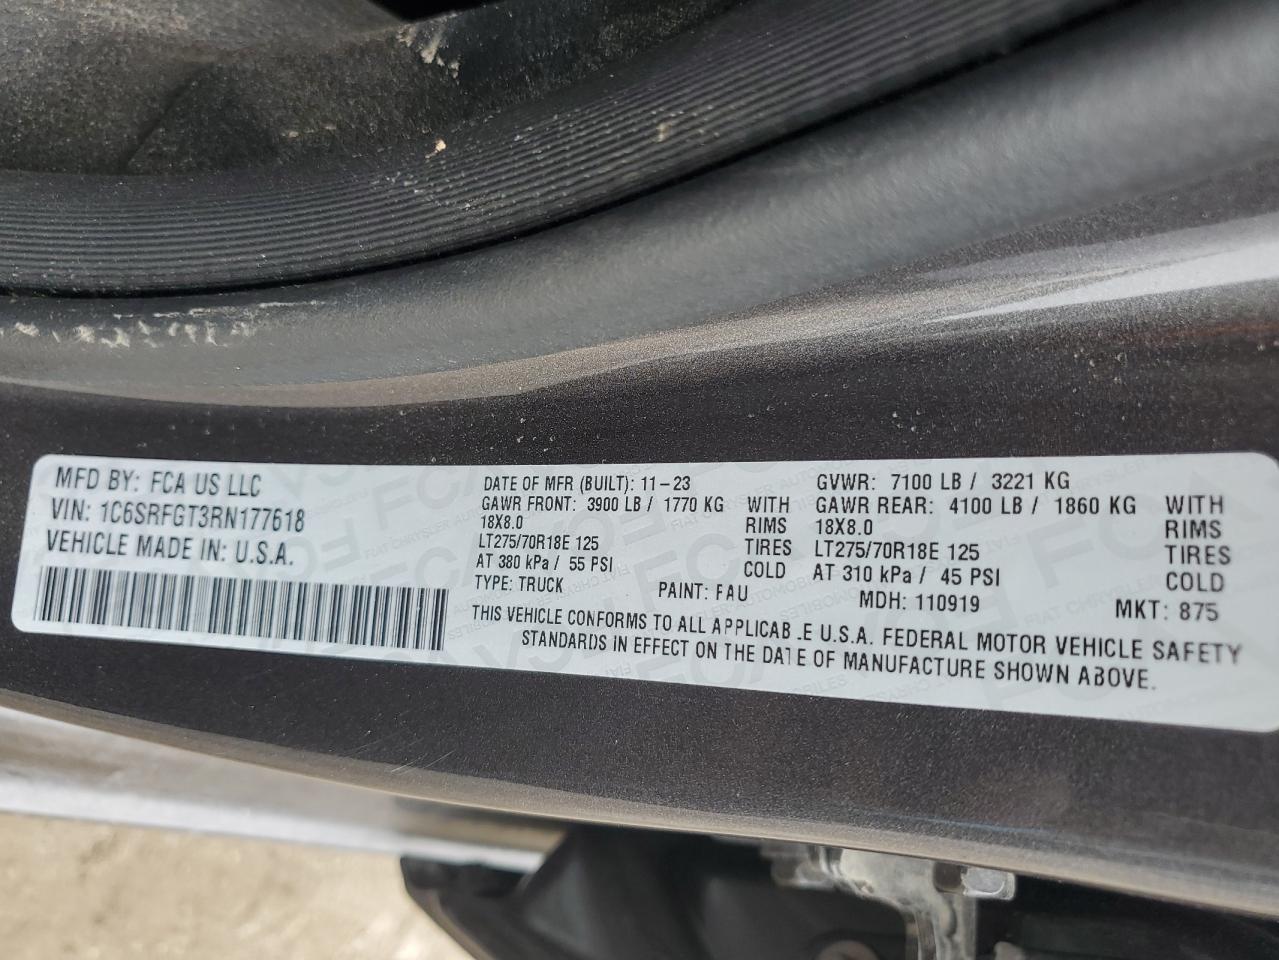 MFD BY: FCA US LLC
VIN: 1C6SRFGT3RN177618
VEHICLE MADE IN: U.S.A.
DATE OF MFR (BUILT): 11-23 GVWR: 7100 LB / 3221 KG
GAWR FRONT: 3900 LB / 1770 KG WITH GAWR REAR: 4100 LB / 1860 KG WITH
18X8.0 RIMS 18X8.0 RIMS
LT275/70R18E 125 TIRES LT275/70R18E 125 TIRES
AT 380 kPa / 55 PSI COLD AT 310 kPa / 45 PSI COLD
TYPE: TRUCK PAINT: FAU MDH: 110919 MKT: 875
THIS VEHICLE CONFORMS TO ALL APPLICABLE U.S.A. FEDERAL MOTOR VEHICLE SAFETY
STANDARDS IN EFFECT ON THE DATE OF MANUFACTURE SHOWN ABOVE.